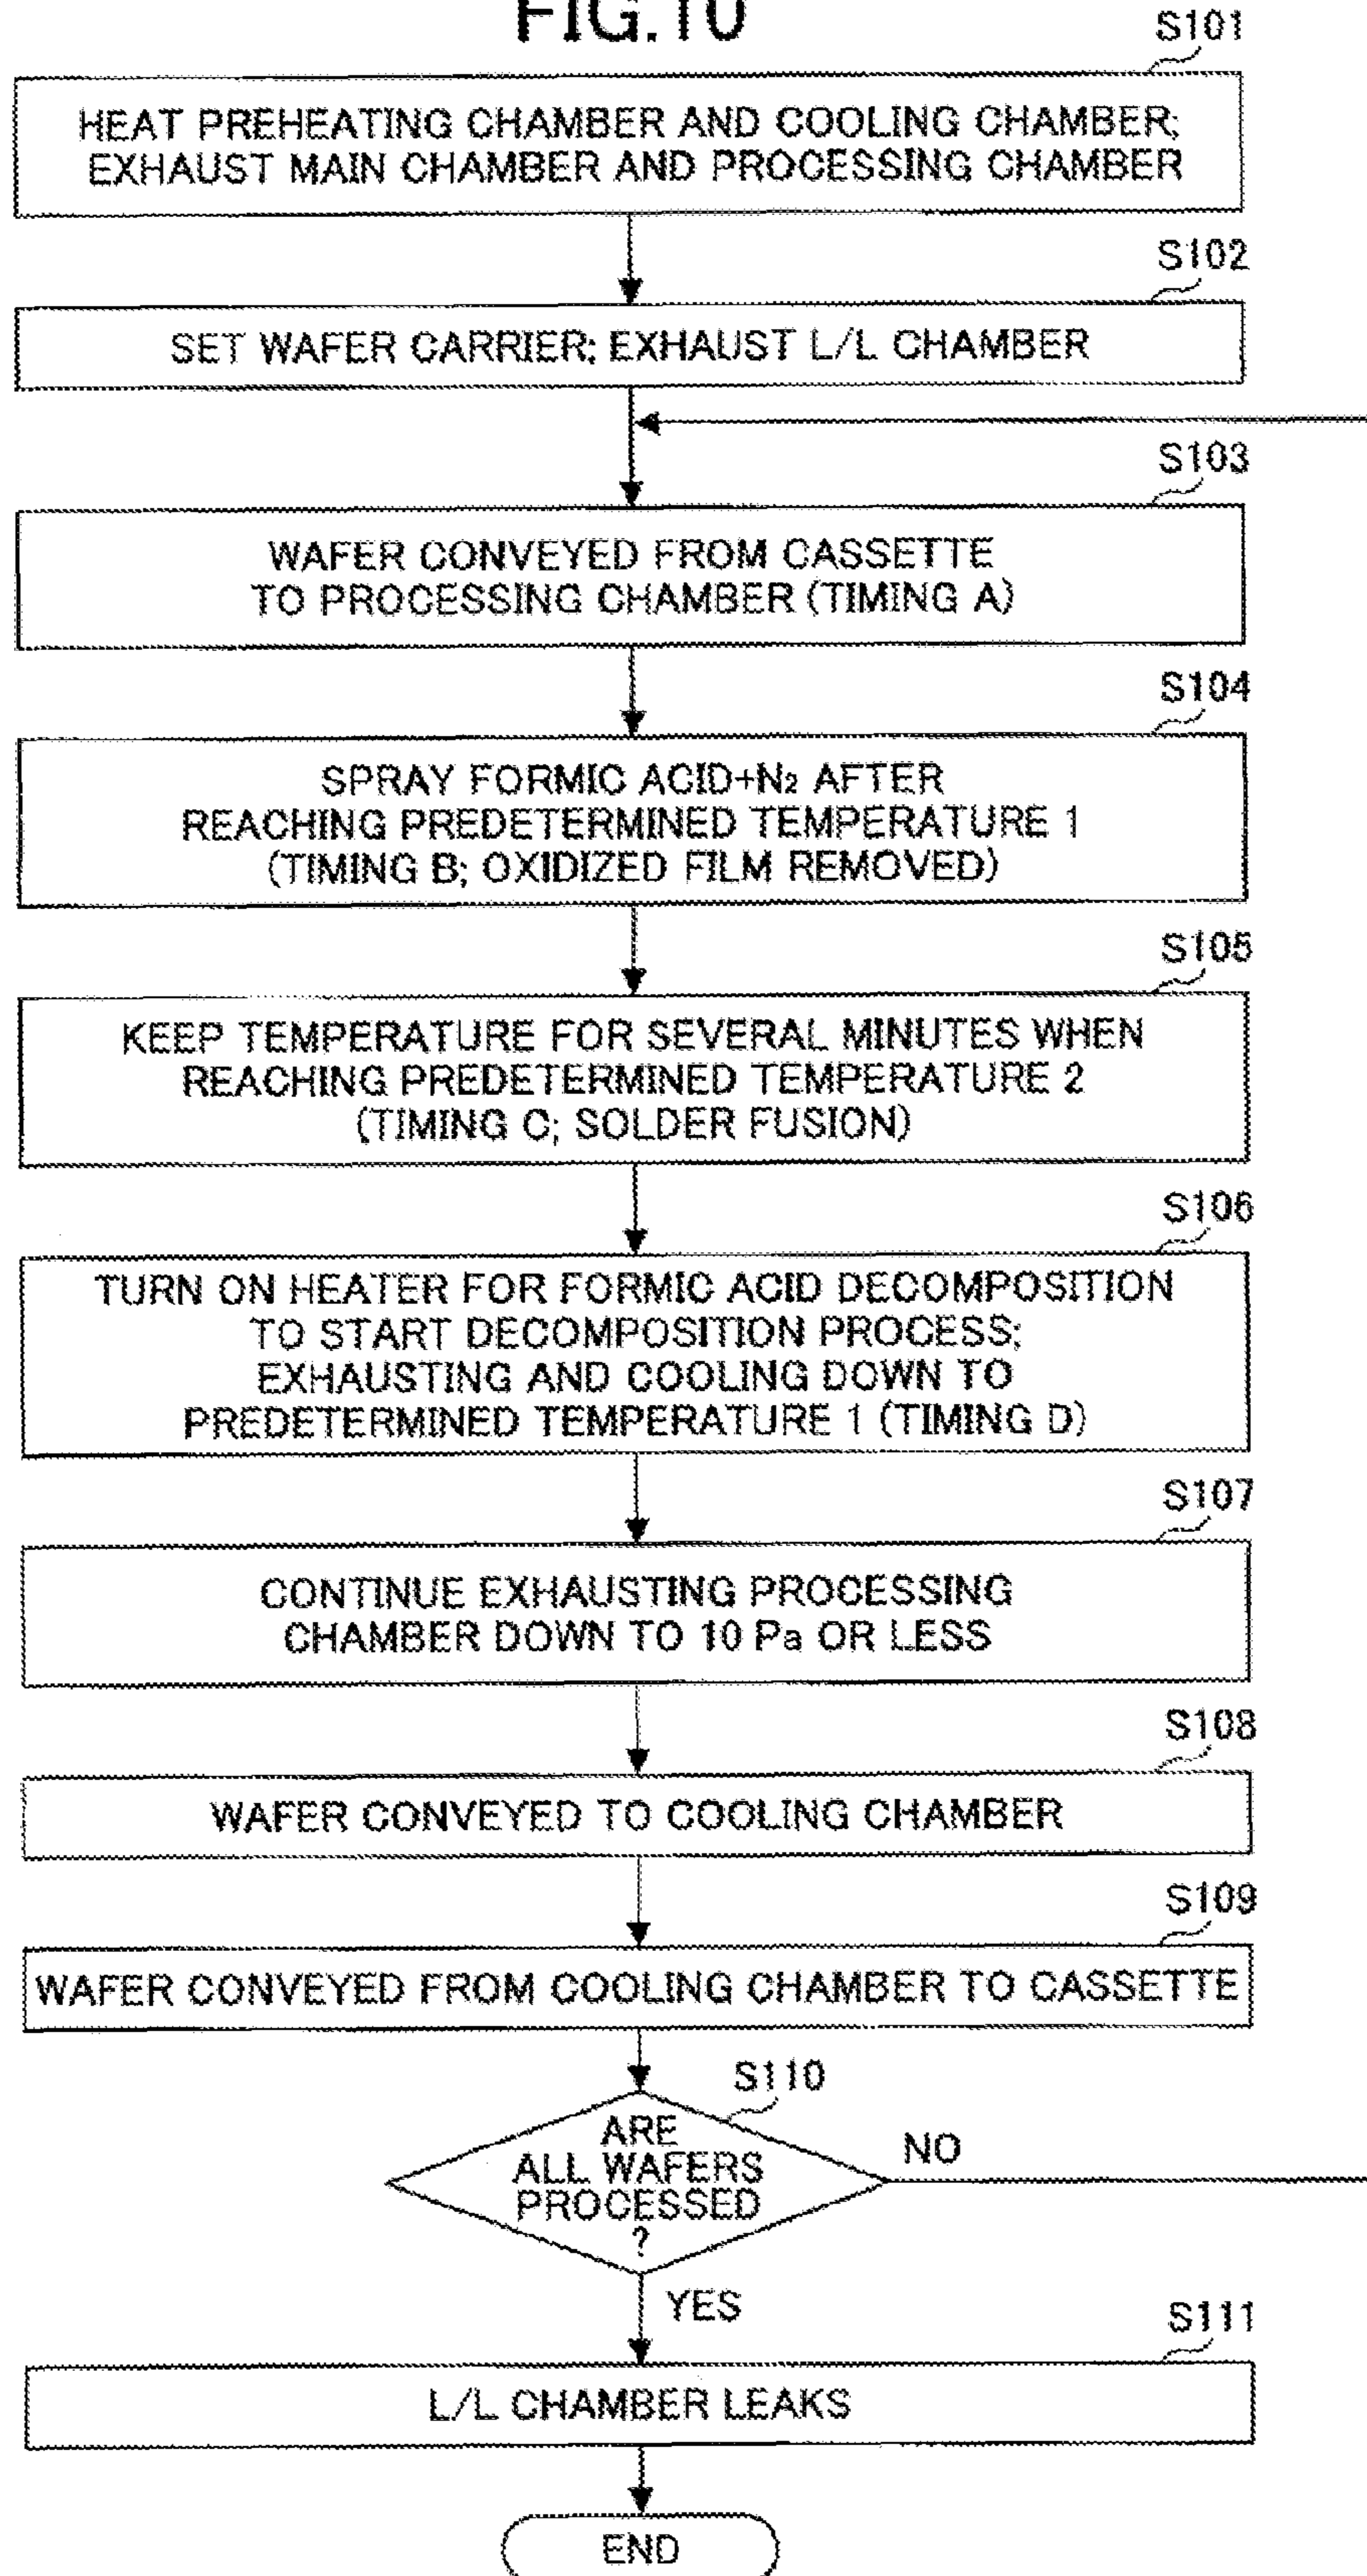 FIG.10
S101
HEAT PREHEATING CHAMBER AND COOLING CHAMBER;
EXHAUST MAIN CHAMBER AND PROCESSING CHAMBER
S102
SET WAFER CARRIER; EXHAUST L/L CHAMBER
S103
WAFER CONVEYED FROM CASSETTE
TO PROCESSING CHAMBER (TIMING A)
S104
SPRAY FORMIC ACID+N₂ AFTER
REACHING PREDETERMINED TEMPERATURE 1
(TIMING B; OXIDIZED FILM REMOVED)
S105
KEEP TEMPERATURE FOR SEVERAL MINUTES WHEN
REACHING PREDETERMINED TEMPERATURE 2
(TIMING C; SOLDER FUSION)
S106
TURN ON HEATER FOR FORMIC ACID DECOMPOSITION
TO START DECOMPOSITION PROCESS;
EXHAUSTING AND COOLING DOWN TO
PREDETERMINED TEMPERATURE 1 (TIMING D)
S107
CONTINUE EXHAUSTING PROCESSING
CHAMBER DOWN TO 10 Pa OR LESS
S108
WAFER CONVEYED TO COOLING CHAMBER
S109
WAFER CONVEYED FROM COOLING CHAMBER TO CASSETTE
S110
ARE
ALL WAFERS
PROCESSED
?
NO
YES
S111
L/L CHAMBER LEAKS
END